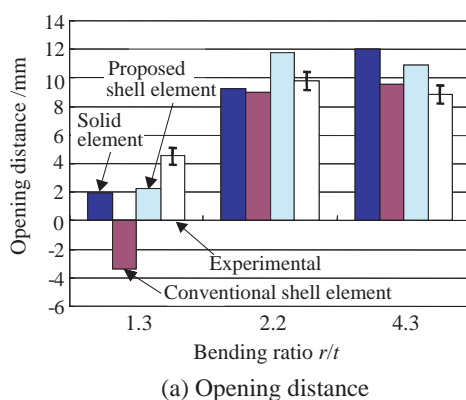 Opening distance /mm
14
12
10
8
6
4
2
0
-2
-4
-6
Solid
element
Proposed
shell element
Experimental
Conventional shell element
1.3 2.2 4.3
Bending ratio r/t
(a) Opening distance